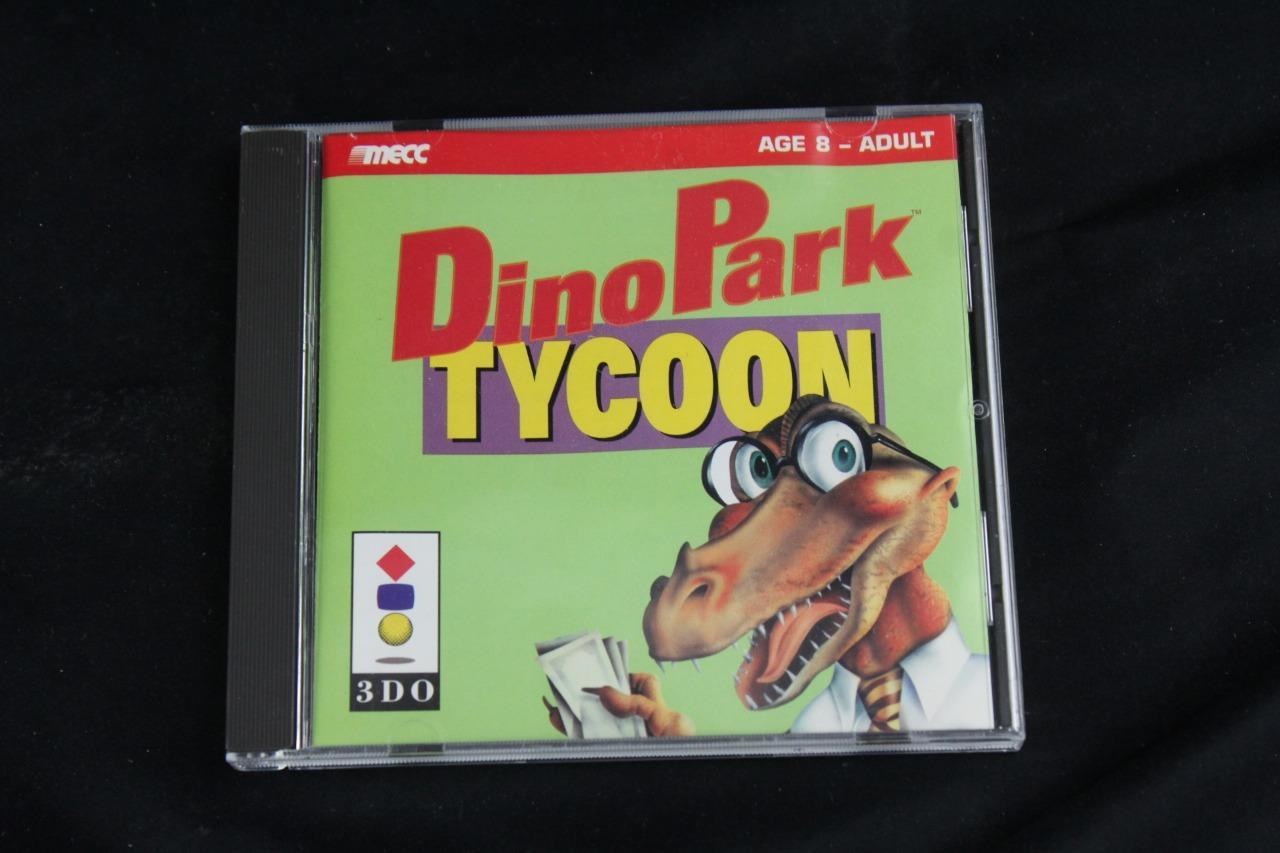 mecc
AGE 8 – ADULT
DinoPark™
TYCOON
3DO